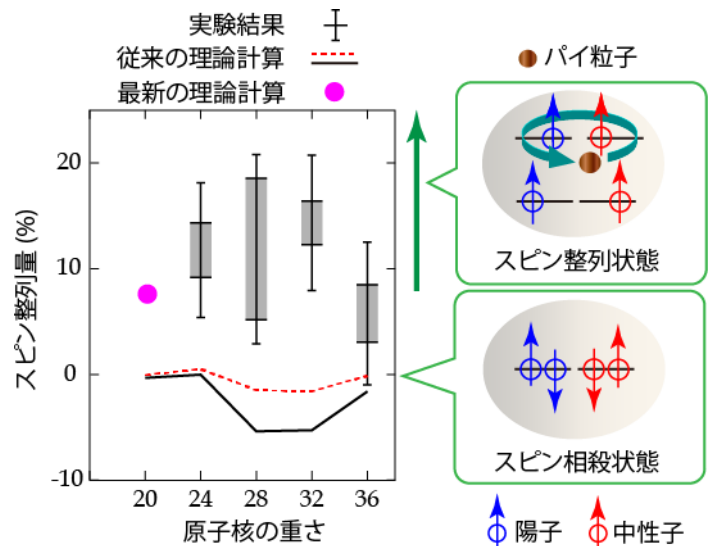 実験結果
従来の理論計算
最新の理論計算
パイ粒子
スピン整列量 (%)
20
10
0
-10
20 24 28 32 36
原子核の重さ
スピン整列状態
スピン相殺状態
陽子 中性子